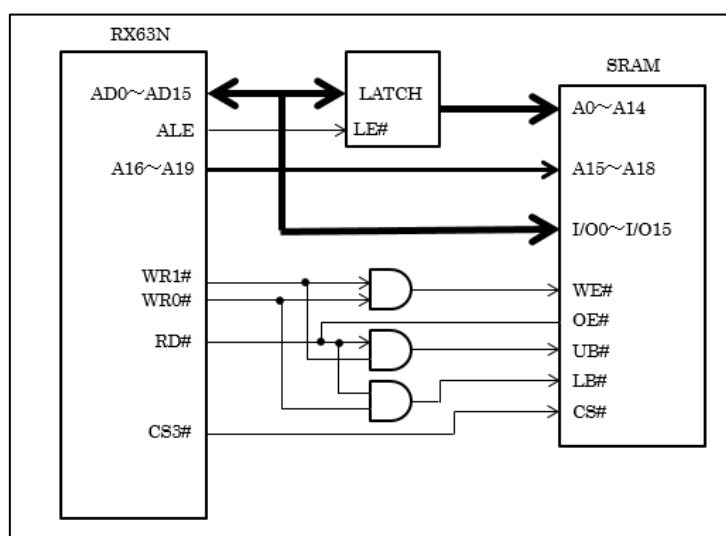 RX63N
SRAM
AD0～AD15
LATCH
A0～A14
ALE
LE#
A16～A19
A15～A18
I/O0～I/O15
WR1#
WR0#
WE#
OE#
RD#
UB#
LB#
CS#
CS3#